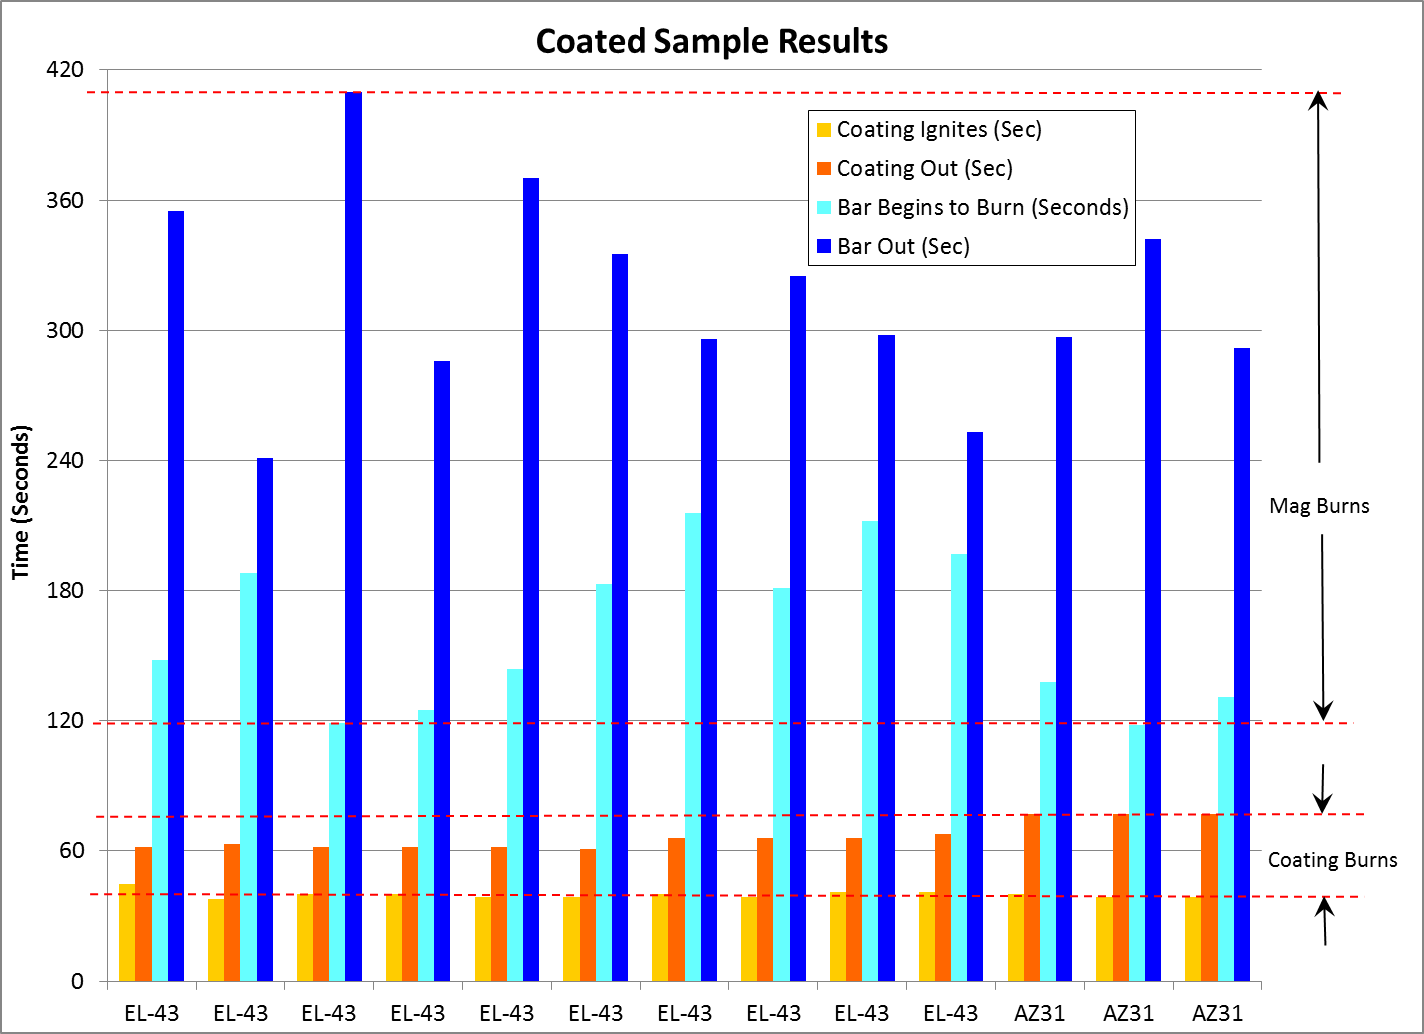 Coated Sample Results
420
360
300
240
180
120
60
0
Time (Seconds)
Coating Ignites (Sec)
Coating Out (Sec)
Bar Begins to Burn (Seconds)
Bar Out (Sec)
Mag Burns
Coating Burns
EL-43 EL-43 EL-43 EL-43 EL-43 EL-43 EL-43 EL-43 EL-43 EL-43 AZ31 AZ31 AZ31